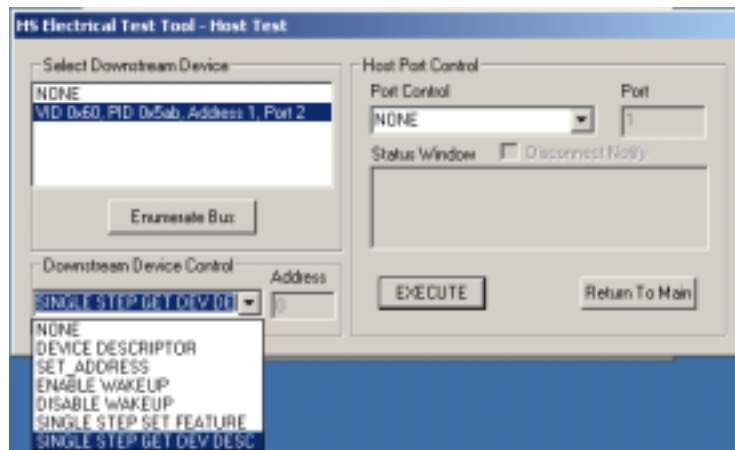 HS Electrical Test Tool - Host Test
Select Downstream Device
NONE
VID 0x60, PID 0x5ab, Address 1, Port 2
Enumerate Bus
Downstream Device Control
Address
SINGLE STEP GET DEV DE
0
NONE
DEVICE DESCRIPTOR
SET_ADDRESS
ENABLE WAKEUP
DISABLE WAKEUP
SINGLE STEP SET FEATURE
SINGLE STEP GET DEV DESC
Host Port Control
Port Control
Port
NONE
1
Status Window
Disconnect Notify
EXECUTE
Return To Main